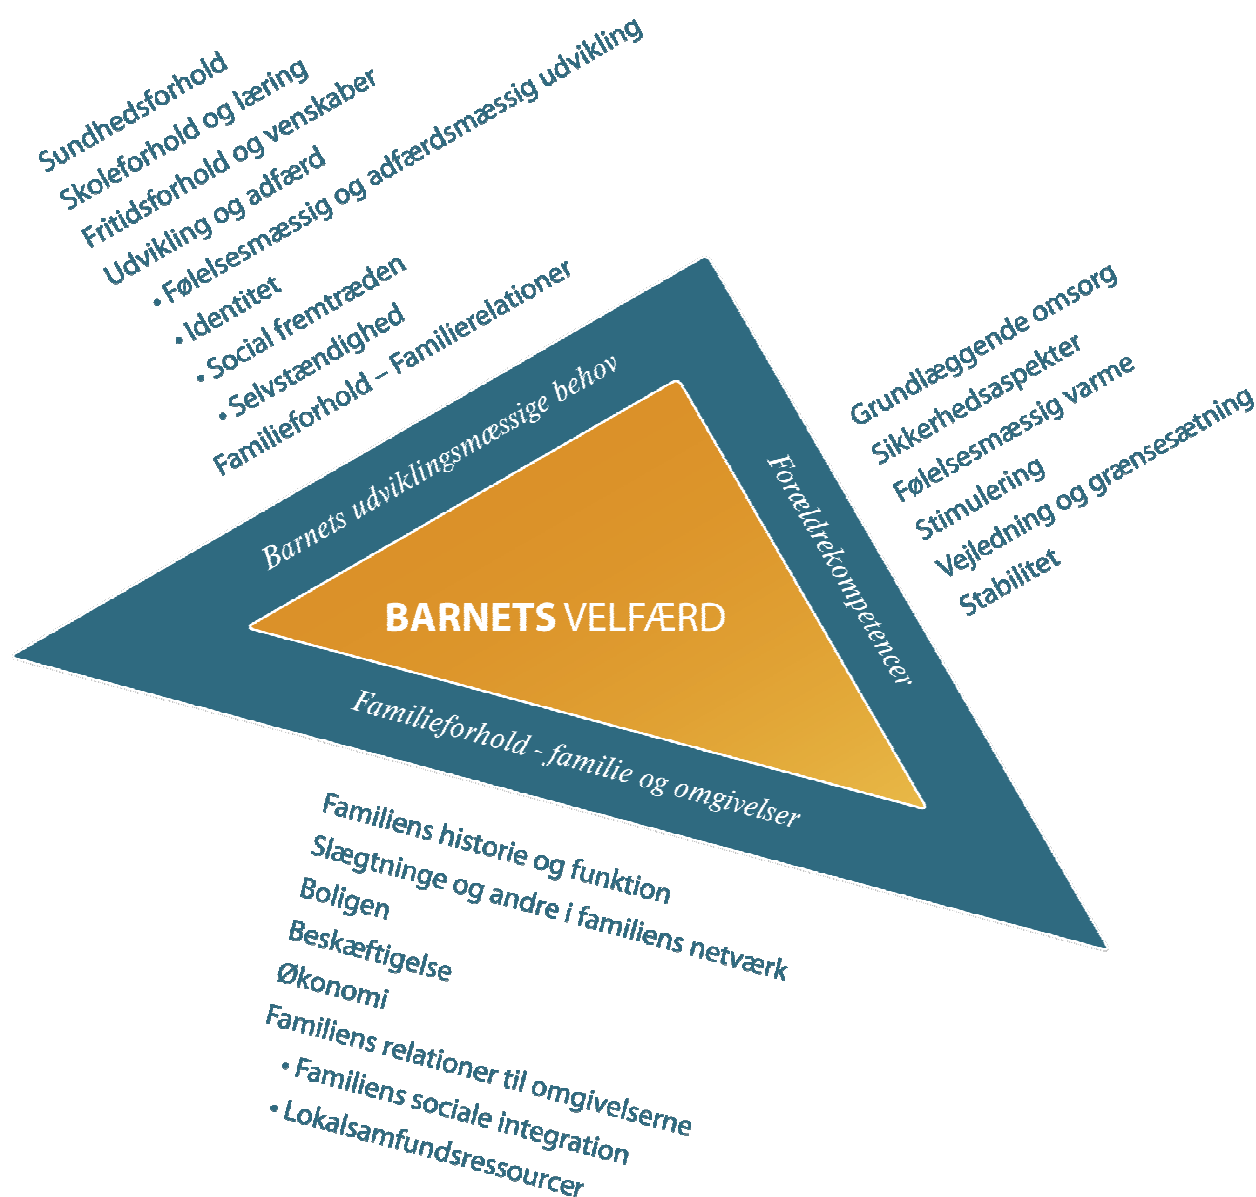 Sundhedsforhold
Skoleforhold og læring
Fritidsforhold og venskaber
Udvikling og adfærd
• Følelsesmæssig og adfærdsmæssig udvikling
• Identitet
• Social fremtræden
• Selvstændighed
Familieforhold – Familierelationer
Barnets udviklingsmæssige behov
Grundlæggende omsorg
Sikkerhedsaspekter
Følelsesmæssig varme
Stimulering
Vejledning og grænsesætning
Stabilitet
Forældrekompetencer
BARNETS VELFÆRD
Familieforhold - familie og omgivelser
Familiens historie og funktion
Slægtninge og andre i familiens netværk
Boligen
Beskæftigelse
Økonomi
Familiens relationer til omgivelserne
• Familiens sociale integration
• Lokalsamfundsressourcer